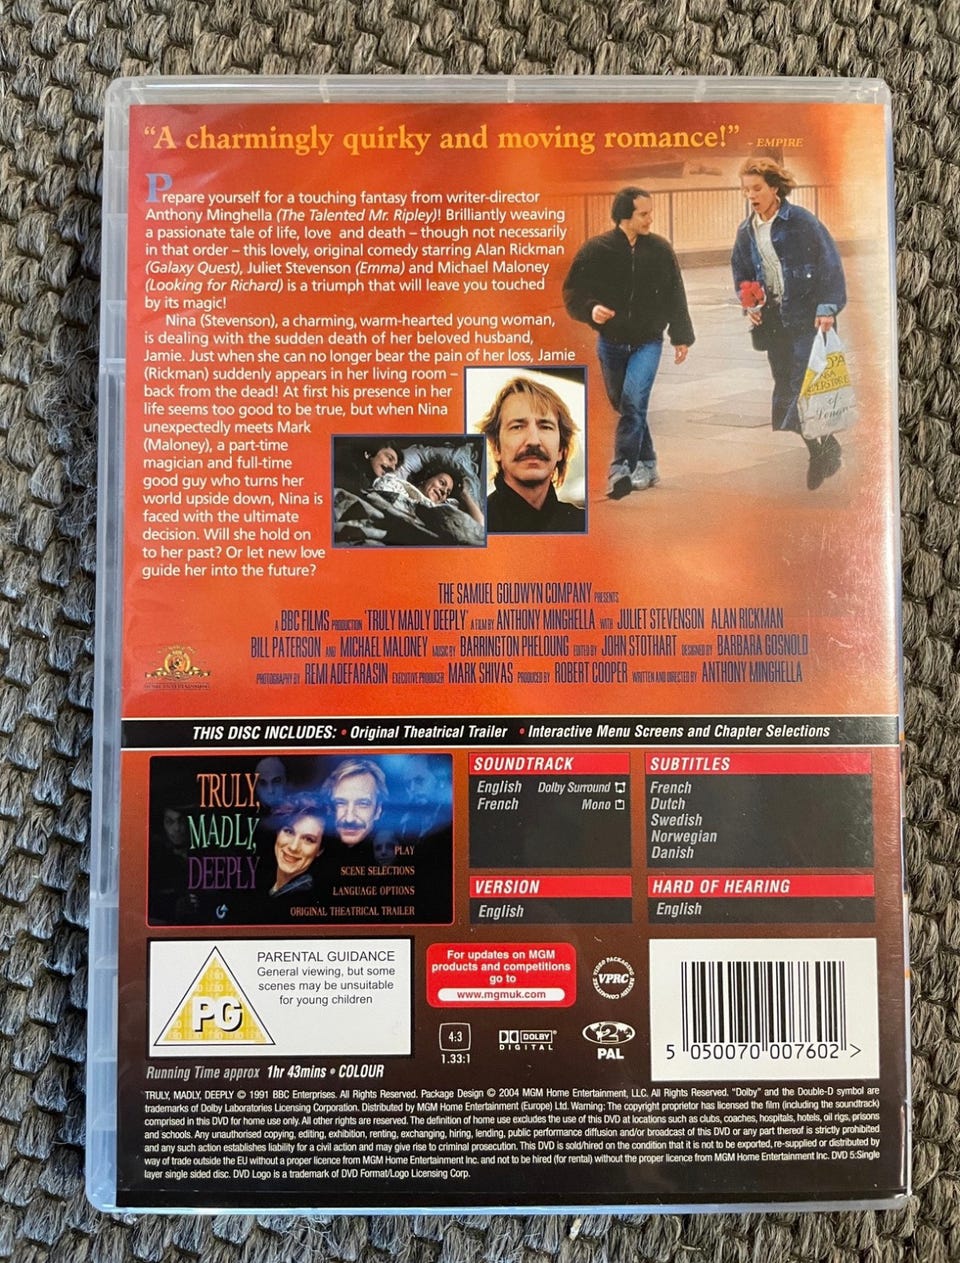 “A charmingly quirky and moving romance!” - EMPIRE
Prepare yourself for a touching fantasy from writer-director
Anthony Minghella (The Talented Mr. Ripley)! Brilliantly weaving
a passionate tale of life, love and death – though not necessarily
in that order – this lovely, original comedy starring Alan Rickman
(Galaxy Quest), Juliet Stevenson (Emma) and Michael Maloney
(Looking for Richard) is a triumph that will leave you touched
by its magic!
Nina (Stevenson), a charming, warm-hearted young woman,
is dealing with the sudden death of her beloved husband,
Jamie. Just when she can no longer bear the pain of her loss, Jamie
(Rickman) suddenly appears in her living room –
back from the dead! At first his presence in her
life seems too good to be true, but when Nina
unexpectedly meets Mark
(Maloney), a part-time
magician and full-time
good guy who turns her
world upside down, Nina is
faced with the ultimate
decision. Will she hold on
to her past? Or let new love
guide her into the future?
THE SAMUEL GOLDWYN COMPANY PRESENTS
A BBC FILMS PRODUCTION 'TRULY MADLY DEEPLY' A FILM BY ANTHONY MINGHELLA WITH JULIET STEVENSON ALAN RICKMAN
BILL PATERSON AND MICHAEL MALONEY MUSIC BY BARRINGTON PHELOUNG EDITED BY JOHN STOTHART DESIGNED BY BARBARA GOSNOLD
PHOTOGRAPHY BY REMI ADEFARASIN EXECUTIVE PRODUCER MARK SHIVAS PRODUCED BY ROBERT COOPER WRITTEN AND DIRECTED BY ANTHONY MINGHELLA
THIS DISC INCLUDES: • Original Theatrical Trailer • Interactive Menu Screens and Chapter Selections
TRULY,
MADLY,
DEEPLY
PLAY
SCENE SELECTIONS
LANGUAGE OPTIONS
ORIGINAL THEATRICAL TRAILER
SOUNDTRACK
English Dolby Surround
French Mono
VERSION
English
SUBTITLES
French
Dutch
Swedish
Norwegian
Danish
HARD OF HEARING
English
PG
PARENTAL GUIDANCE
General viewing, but some
scenes may be unsuitable
for young children
For updates on MGM
products and competitions
go to
www.mgmuk.com
VIDEO PACKAGING REVIEW COMMITTEE
VPRC
4:3
1.33:1
DOLBY
DIGITAL
2
PAL
5 050070 007602 >
Running Time approx 1hr 43mins • COLOUR
TRULY, MADLY, DEEPLY © 1991 BBC Enterprises. All Rights Reserved. Package Design © 2004 MGM Home Entertainment, LLC. All Rights Reserved. “Dolby” and the Double-D symbol are
trademarks of Dolby Laboratories Licensing Corporation. Distributed by MGM Home Entertainment (Europe) Ltd. Warning: The copyright proprietor has licensed the film (including the soundtrack)
comprised in this DVD for home use only. All other rights are reserved. The definition of home use excludes the use of this DVD at locations such as clubs, coaches, hospitals, hotels, oil rigs, prisons
and schools. Any unauthorised copying, editing, exhibition, renting, exchanging, hiring, lending, public performance diffusion and/or broadcast of this DVD or any part thereof is strictly prohibited
and any such action establishes liability for a civil action and may give rise to criminal prosecution. This DVD is sold/hired on the condition that it is not to be exported, re-supplied or distributed by
way of trade outside the EU without a proper licence from MGM Home Entertainment Inc. and not to be hired (for rental) without the proper licence from MGM Home Entertainment Inc. DVD 5:Single
layer single sided disc. DVD Logo is a trademark of DVD Format/Logo Licensing Corp.